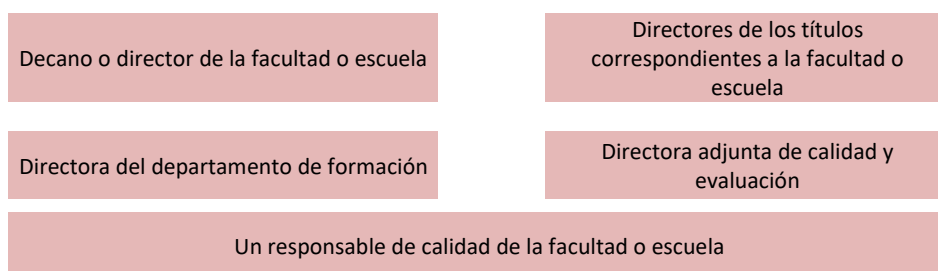 Decano o director de la facultad o escuela
Directores de los títulos
correspondientes a la facultad o
escuela
Directora del departamento de formación
Directora adjunta de calidad y
evaluación
Un responsable de calidad de la facultad o escuela